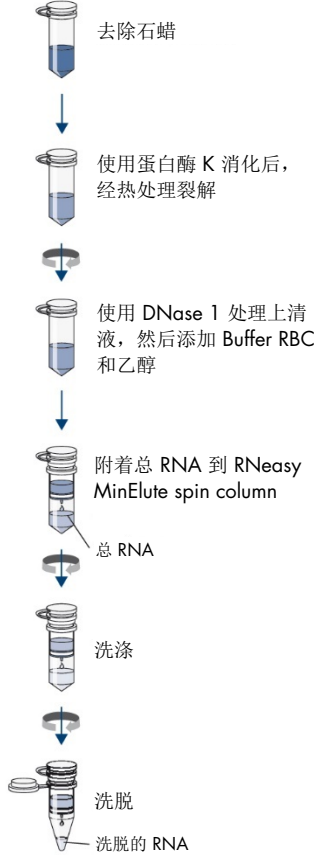 去除石蜡
使用蛋白酶 K 消化后，
经热处理裂解
使用 DNase 1 处理上清
液，然后添加 Buffer RBC
和乙醇
附着总 RNA 到 RNeasy
MinElute spin column
总 RNA
洗涤
洗脱
洗脱的 RNA